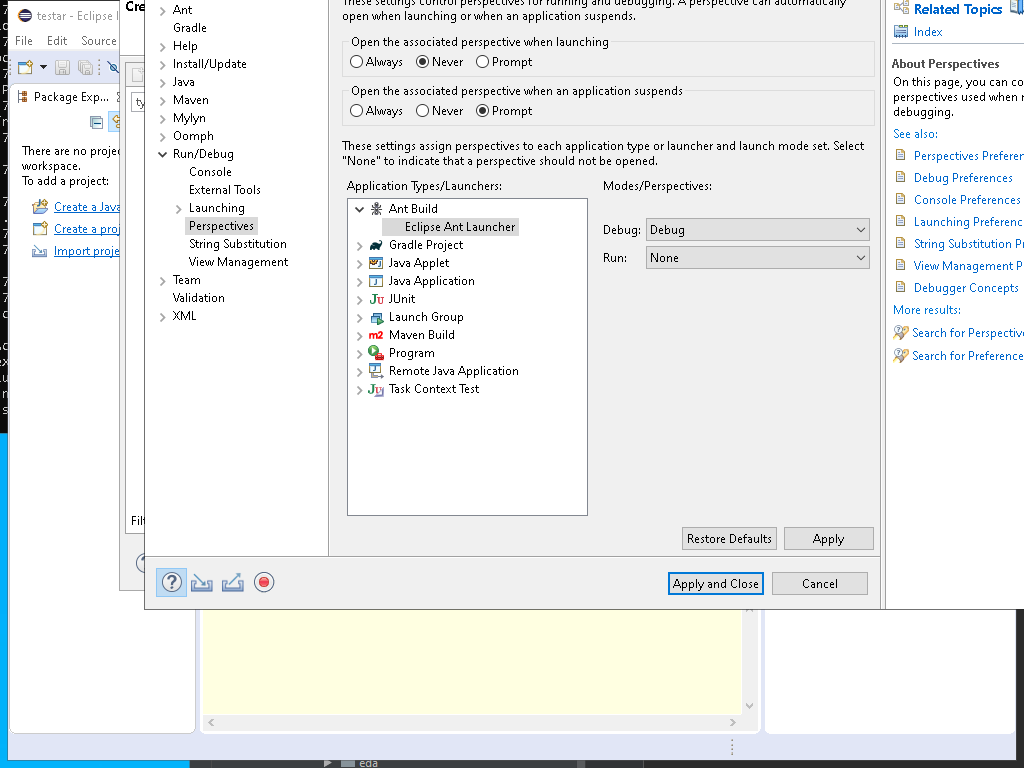 testar - Eclipse I
File Edit Source
Package Exp...
There are no proje
workspace.
To add a project:
Create a Java
Create a proj
Import proje
Cre
ty
Filt
Ant
Gradle
Help
Install/Update
Java
Maven
Mylyn
Oomph
Run/Debug
Console
External Tools
Launching
Perspectives
String Substitution
View Management
Team
Validation
XML
These settings control perspectives for running and debugging. A perspective can automatically
open when launching or when an application suspends.
Open the associated perspective when launching
Always Never Prompt
Open the associated perspective when an application suspends
Always Never Prompt
These settings assign perspectives to each application type or launcher and launch mode set. Select
"None" to indicate that a perspective should not be opened.
Application Types/Launchers:
Ant Build
Eclipse Ant Launcher
Gradle Project
Java Applet
Java Application
JUnit
Launch Group
Maven Build
Program
Remote Java Application
Task Context Test
Modes/Perspectives:
Debug: Debug
Run: None
Restore Defaults Apply
Apply and Close Cancel
Related Topics
Index
About Perspectives
On this page, you can co
perspectives used when r
debugging.
See also:
Perspectives Preferen
Debug Preferences
Console Preferences
Launching Preferenc
String Substitution Pr
View Management P
Debugger Concepts
More results:
Search for Perspective
Search for Preference
eda